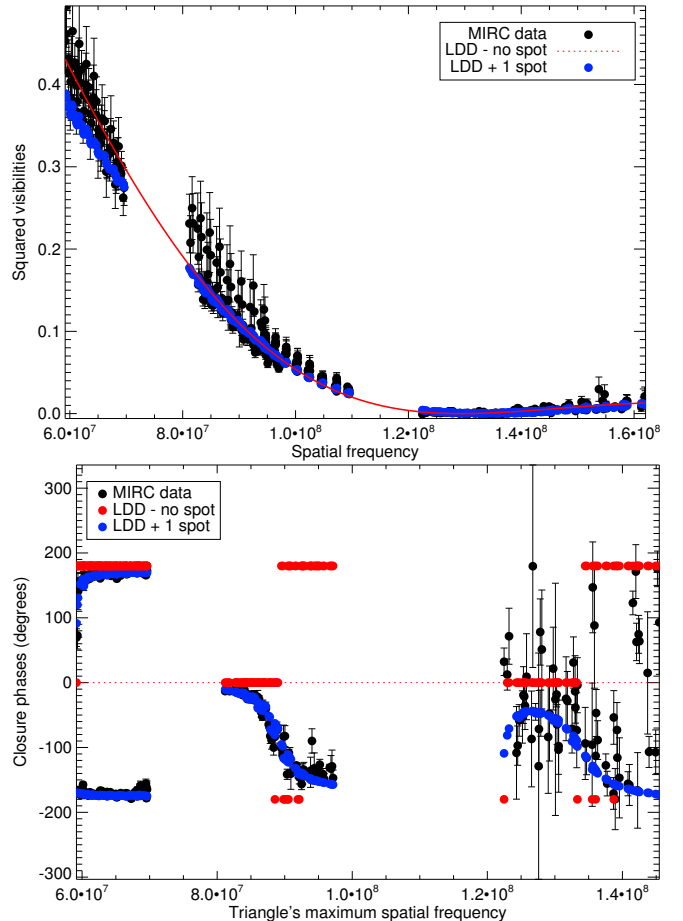 MIRC data
LDD - no spot
LDD + 1 spot
0.4
0.3
0.2
0.1
0.0
Squared visibilities
6.0•10⁷ 8.0•10⁷ 1.0•10⁸ 1.2•10⁸ 1.4•10⁸ 1.6•10⁸
Spatial frequency
MIRC data
LDD - no spot
LDD + 1 spot
300
200
100
0
-100
-200
-300
Closure phases (degrees)
6.0•10⁷ 8.0•10⁷ 1.0•10⁸ 1.2•10⁸ 1.4•10⁸
Triangle's maximum spatial frequency